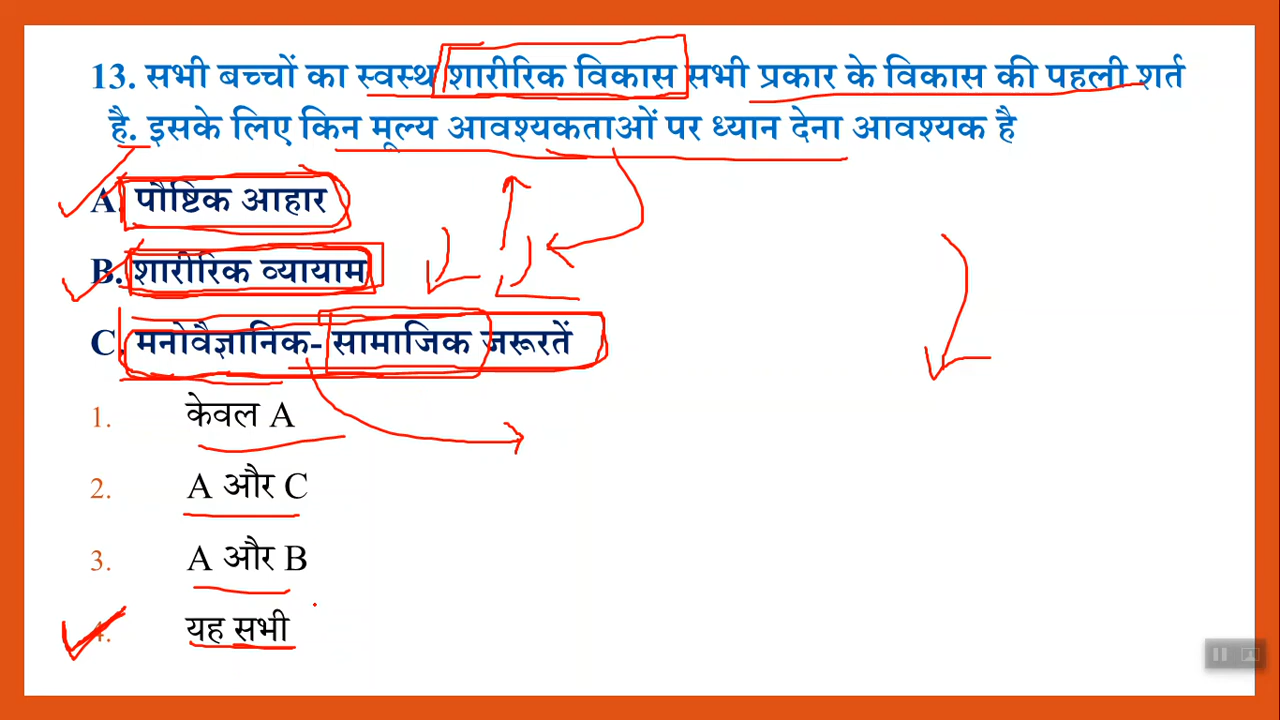 13. सभी बच्चों का स्वस्थ शारीरिक विकास सभी प्रकार के विकास की पहली शर्त
है. इसके लिए किन मूल्य आवश्यकताओं पर ध्यान देना आवश्यक है
A. पौष्टिक आहार
B. शारीरिक व्यायाम
C. मनोवैज्ञानिक- सामाजिक जरूरतें
1. केवल A
2. A और C
3. A और B
4. यह सभी